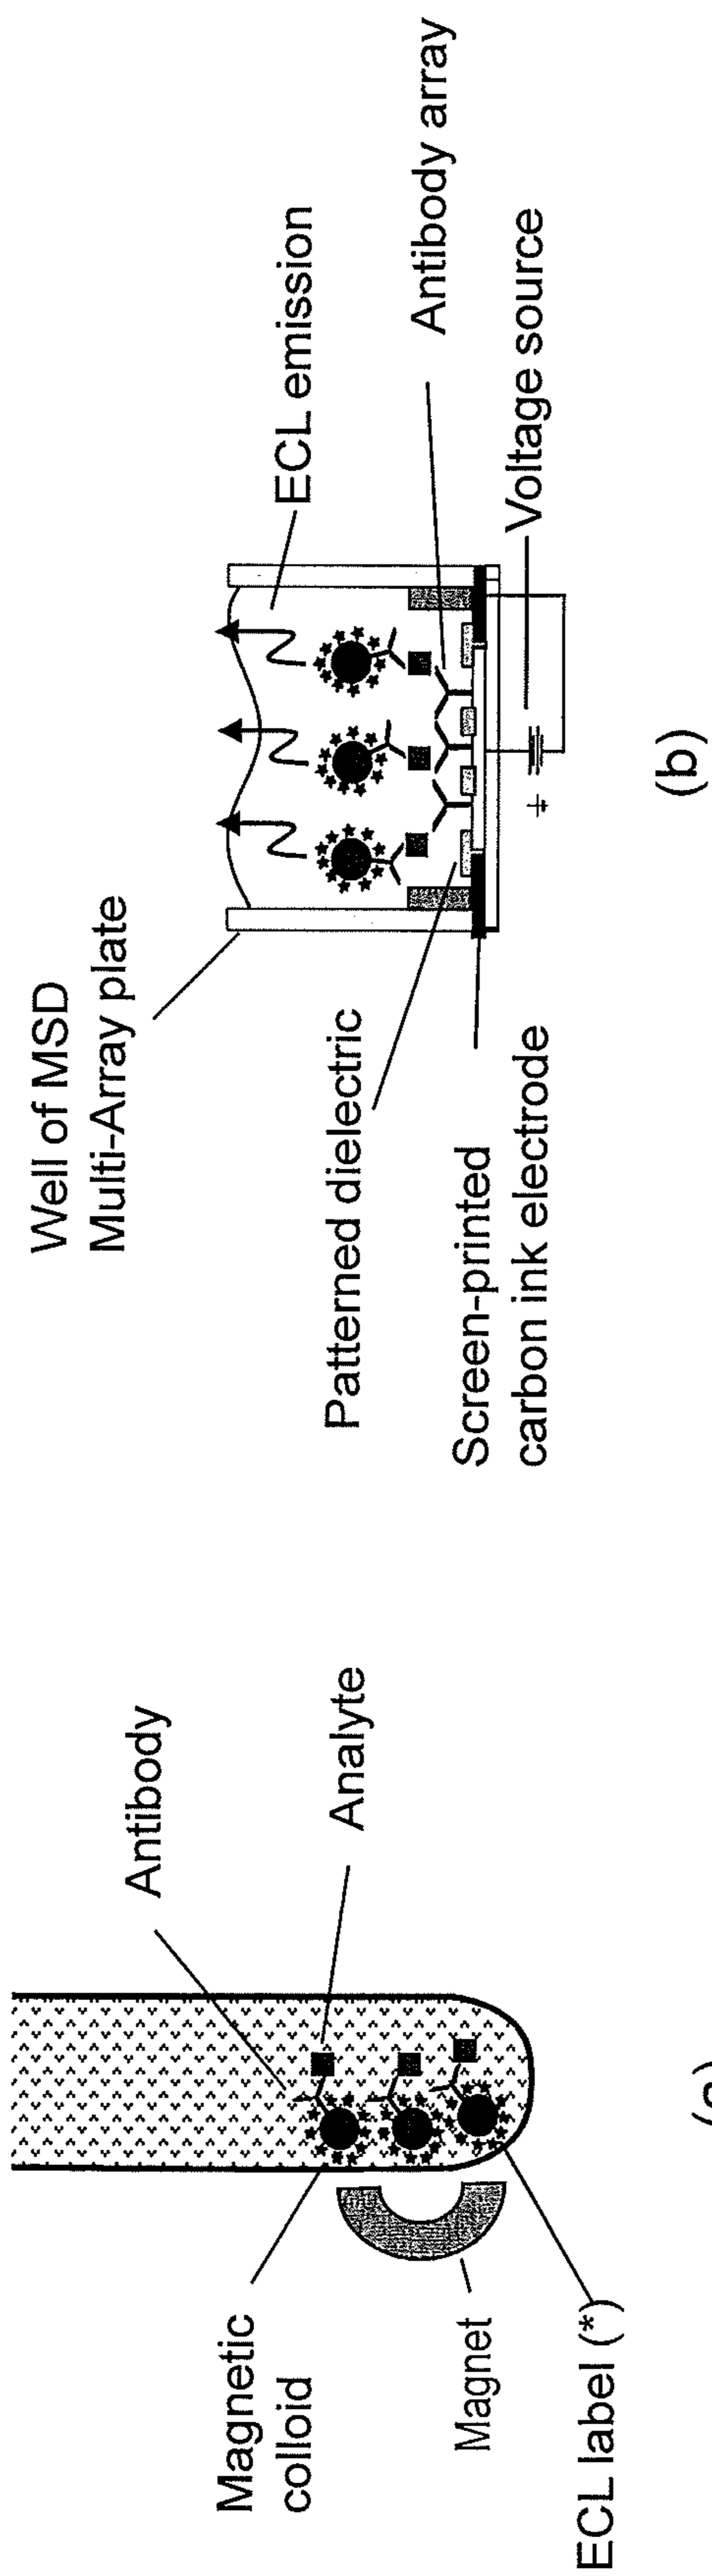 Antibody
Magnetic
colloid
Analyte
Magnet
ECL label (*)
Well of MSD
Multi-Array plate
ECL emission
Patterned dielectric
Antibody array
Screen-printed
carbon ink electrode
Voltage source
+
(b)